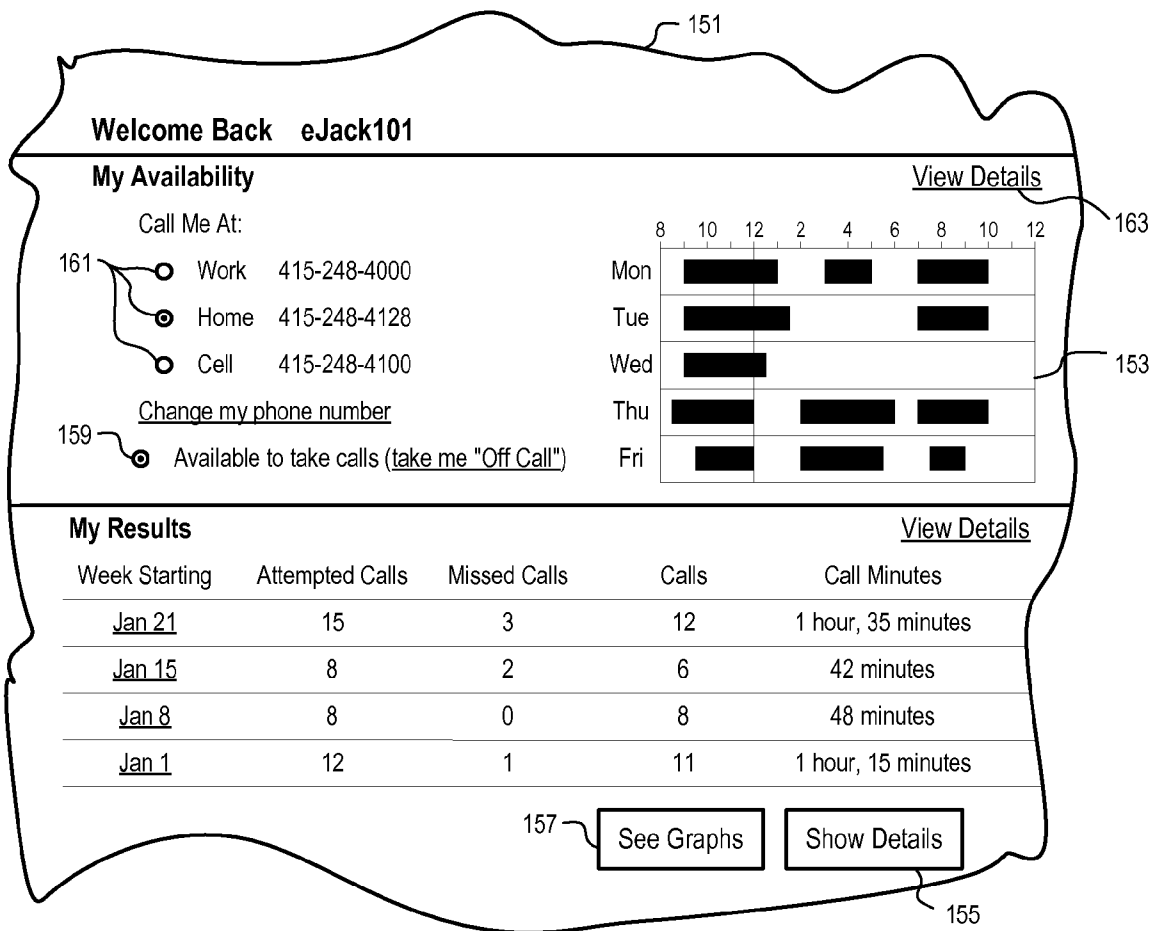 151
Welcome Back eJack101
My Availability View Details
163
Call Me At:
8 10 12 2 4 6 8 10 12
161 Work 415-248-4000 Mon
Home 415-248-4128 Tue
Cell 415-248-4100 Wed 153
Change my phone number Thu
159 Available to take calls (take me "Off Call") Fri
My Results View Details
Week Starting Attempted Calls Missed Calls Calls Call Minutes
Jan 21 15 3 12 1 hour, 35 minutes
Jan 15 8 2 6 42 minutes
Jan 8 8 0 8 48 minutes
Jan 1 12 1 11 1 hour, 15 minutes
157 See Graphs Show Details
155